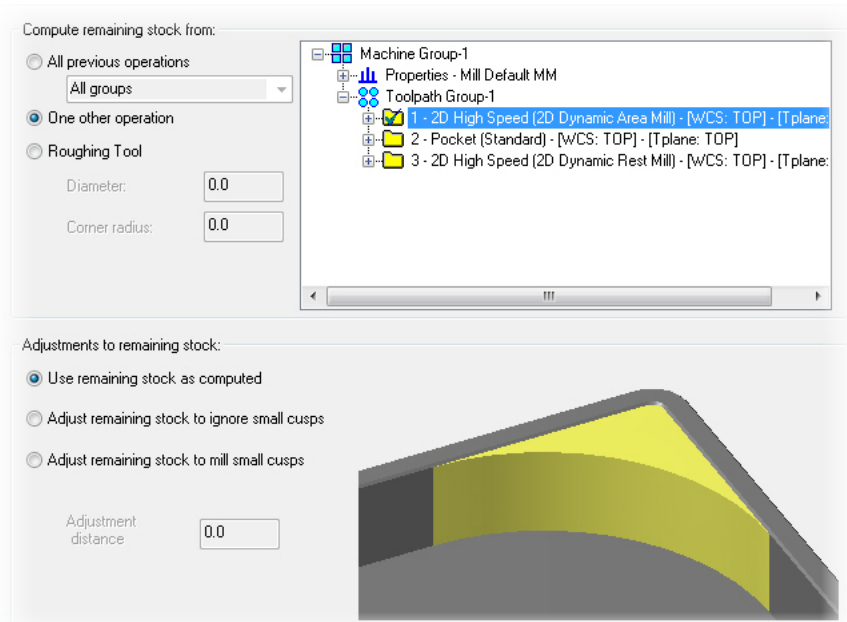 Compute remaining stock from:
All previous operations
All groups
One other operation
Roughing Tool
Diameter: 0.0
Corner radius: 0.0
Machine Group-1
Properties - Mill Default MM
Toolpath Group-1
1 - 2D High Speed (2D Dynamic Area Mill) - [WCS: TOP] - [Tplane:
2 - Pocket (Standard) - [WCS: TOP] - [Tplane: TOP]
3 - 2D High Speed (2D Dynamic Rest Mill) - [WCS: TOP] - [Tplane:
Adjustments to remaining stock:
Use remaining stock as computed
Adjust remaining stock to ignore small cusps
Adjust remaining stock to mill small cusps
Adjustment
distance 0.0